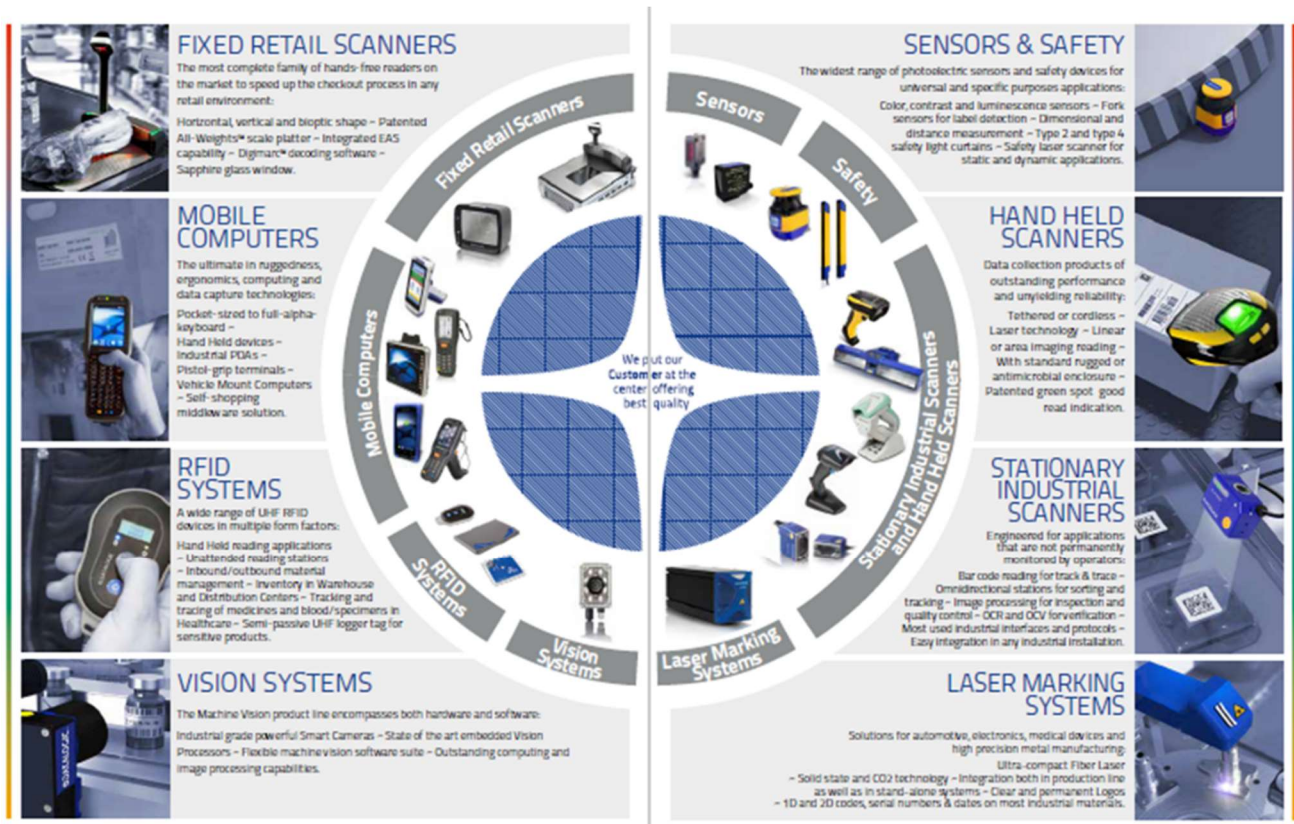 FIXED RETAIL SCANNERS
The most complete family of hands-free readers on
the market to speed up the checkout process in any
retail environment:
Horizontal, vertical and bioptic shape – Patented
All-Weights™ scale platter – Integrated EAS
capability – Digimarc® decoding software –
Sapphire glass window.
MOBILE
COMPUTERS
The ultimate in ruggedness,
ergonomics, computing and
data capture technologies:
Pocket-sized to full-alpha-
keyboard –
Hand Held devices –
Industrial PDAs –
Pistol-grip terminals –
Vehicle Mount Computers
– Self-shopping
middleware solution.
RFID
SYSTEMS
A wide range of UHF RFID
devices in multiple form factors:
Hand Held reading applications
– Unattended reading stations
– Inbound/outbound material
management – Inventory in Warehouse
and Distribution Centers – Tracking and
tracing of medicines and blood/specimens in
Healthcare – Semi-passive UHF logger tag for
sensitive products.
VISION SYSTEMS
The Machine Vision product line encompasses both hardware and software:
Industrial grade powerful Smart Cameras – State of the art embedded Vision
Processors – Flexible machine vision software suite – Outstanding computing and
image processing capabilities.
DATALOGIC
Fixed Retail Scanners
Mobile Computers
RFID
Systems
Vision
Systems
We put our
Customer at the
center offering
best quality
Sensors
Safety
Stationary Industrial Scanners
and Hand Held Scanners
Laser Marking
Systems
SENSORS & SAFETY
The widest range of photoelectric sensors and safety devices for
universal and specific purposes applications:
Color, contrast and luminescence sensors – Fork
sensors for label detection – Dimensional and
distance measurement – Type 2 and type 4
safety light curtains – Safety laser scanner for
static and dynamic applications.
HAND HELD
SCANNERS
Data collection products of
outstanding performance
and unyielding reliability:
Tethered or cordless –
Laser technology – Linear
or area imaging reading –
With standard rugged or
antimicrobial enclosure –
Patented green spot good
read indication.
STATIONARY
INDUSTRIAL
SCANNERS
Engineered for applications
that are not permanently
monitored by operators:
Bar code reading for track & trace –
Omnidirectional stations for sorting and
tracking – Image processing for inspection and
quality control – OCR and OCV for verification –
Most used industrial interfaces and protocols –
Easy integration in any industrial installation.
LASER MARKING
SYSTEMS
Solutions for automotive, electronics, medical devices and
high precision metal manufacturing:
Ultra-compact Fiber Laser
– Solid state and CO2 technology – Integration both in production line
as well as in stand-alone systems – Clear and permanent Logos
– 1D and 2D codes, serial numbers & dates on most industrial materials.